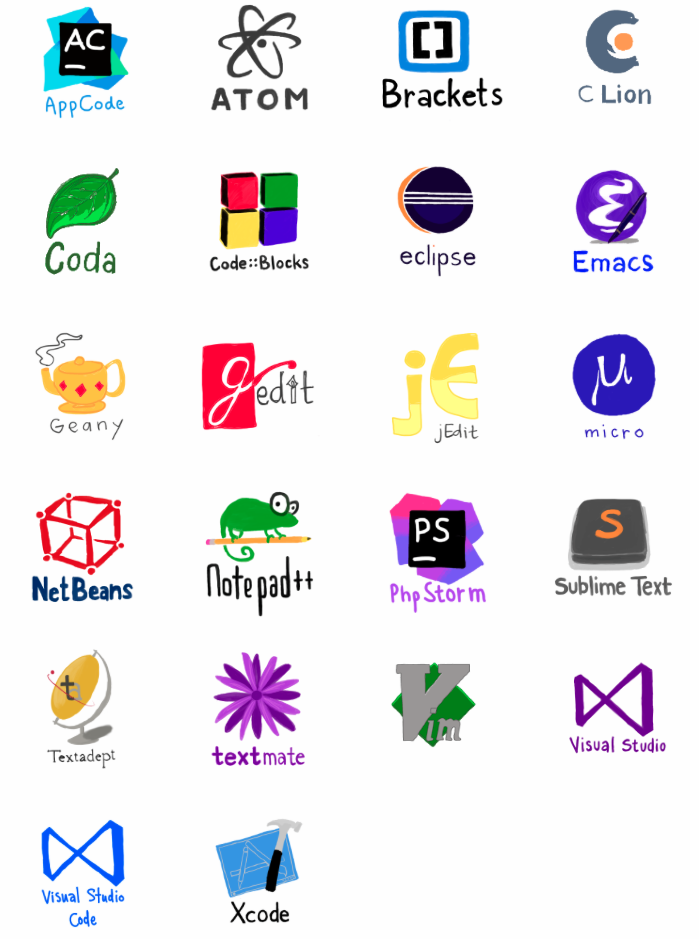 AC
AppCode
ATOM
[]
Brackets
C Lion
Coda
Code::Blocks
eclipse
Emacs
Geany
gedit
jE
jEdit
μ
micro
NetBeans
Notepad++
PS
PhpStorm
S
Sublime Text
ta
Textadept
textmate
Vim
Visual Studio
Visual Studio
Code
Xcode